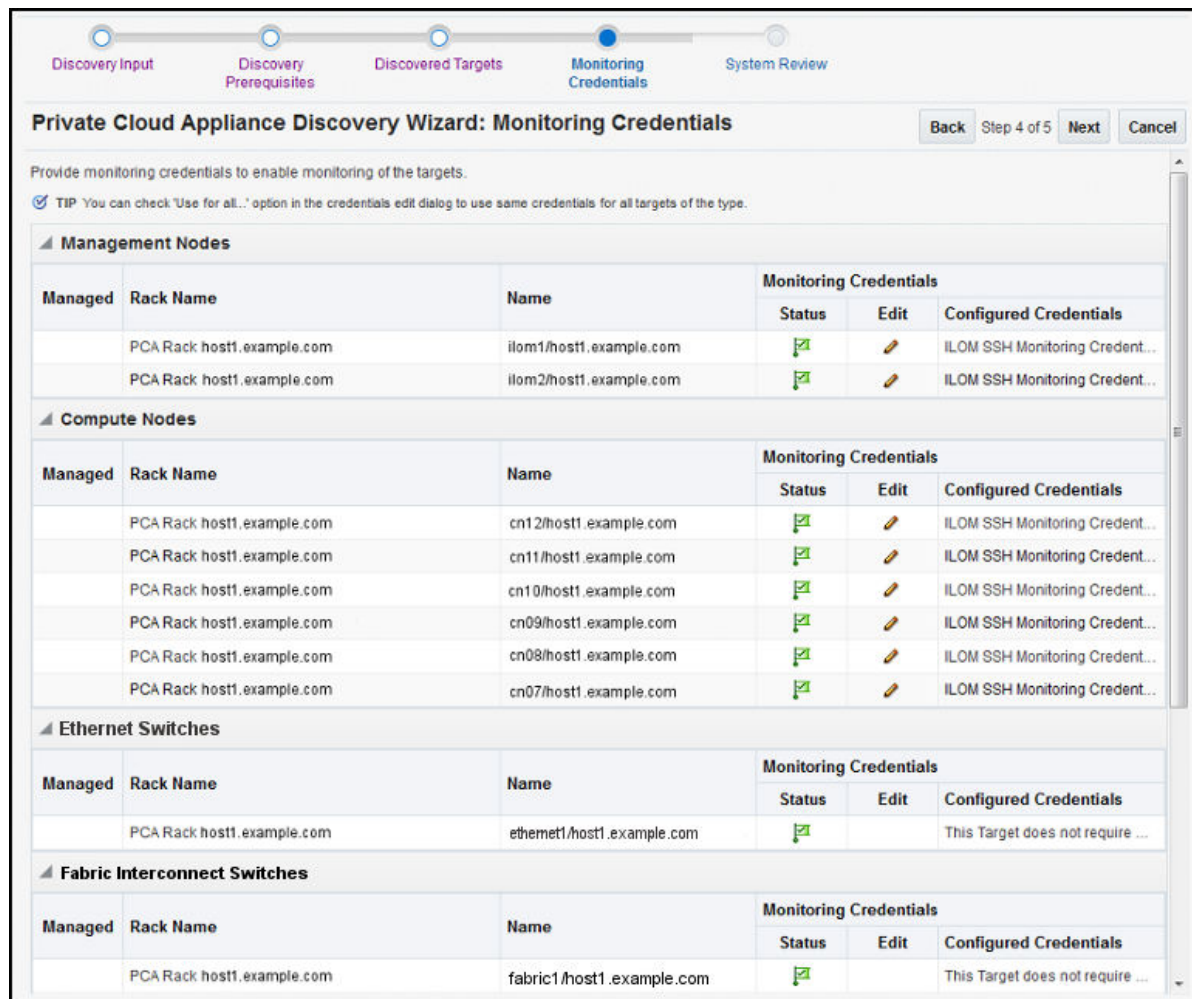 Discovery Input
Discovery Prerequisites
Discovered Targets
Monitoring Credentials
System Review
Private Cloud Appliance Discovery Wizard: Monitoring Credentials
Back Step 4 of 5 Next Cancel
Provide monitoring credentials to enable monitoring of the targets.
TIP You can check 'Use for all...' option in the credentials edit dialog to use same credentials for all targets of the type.
Management Nodes
Managed Rack Name Name Monitoring Credentials
Status Edit Configured Credentials
PCA Rack host1.example.com ilom1/host1.example.com ILOM SSH Monitoring Credent...
PCA Rack host1.example.com ilom2/host1.example.com ILOM SSH Monitoring Credent...
Compute Nodes
Managed Rack Name Name Monitoring Credentials
Status Edit Configured Credentials
PCA Rack host1.example.com cn12/host1.example.com ILOM SSH Monitoring Credent...
PCA Rack host1.example.com cn11/host1.example.com ILOM SSH Monitoring Credent...
PCA Rack host1.example.com cn10/host1.example.com ILOM SSH Monitoring Credent...
PCA Rack host1.example.com cn09/host1.example.com ILOM SSH Monitoring Credent...
PCA Rack host1.example.com cn08/host1.example.com ILOM SSH Monitoring Credent...
PCA Rack host1.example.com cn07/host1.example.com ILOM SSH Monitoring Credent...
Ethernet Switches
Managed Rack Name Name Monitoring Credentials
Status Edit Configured Credentials
PCA Rack host1.example.com ethernet1/host1.example.com This Target does not require ...
Fabric Interconnect Switches
Managed Rack Name Name Monitoring Credentials
Status Edit Configured Credentials
PCA Rack host1.example.com fabric1/host1.example.com This Target does not require ...